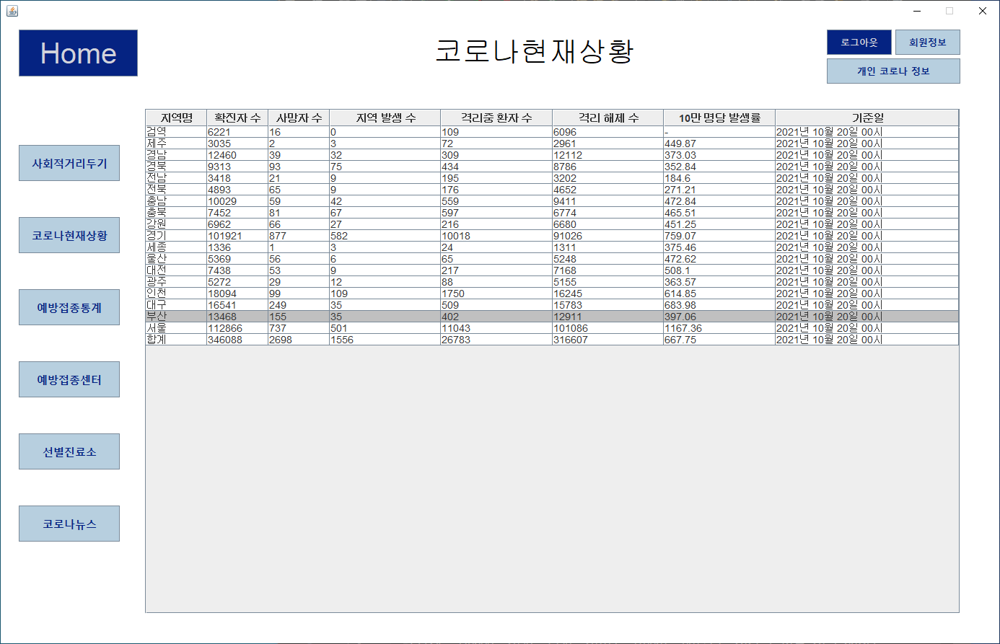 Home
코로나현재상황
로그아웃 회원정보
개인 코로나 정보
사회적거리두기
코로나현재상황
예방접종통계
예방접종센터
선별진료소
코로나뉴스
지역명 확진자 수 사망자 수 지역 발생 수 격리중 환자 수 격리 해제 수 10만 명당 발생률 기준일
검역 6221 16 0 109 6096 - 2021년 10월 20일 00시
제주 3035 2 3 72 2961 449.87 2021년 10월 20일 00시
경남 12460 39 32 309 12112 373.03 2021년 10월 20일 00시
경북 9313 93 75 434 8786 352.84 2021년 10월 20일 00시
전남 3418 21 9 195 3202 184.6 2021년 10월 20일 00시
전북 4893 65 9 176 4652 271.21 2021년 10월 20일 00시
충남 10029 59 42 559 9411 472.84 2021년 10월 20일 00시
충북 7452 81 67 597 6774 465.51 2021년 10월 20일 00시
강원 6962 66 27 216 6680 451.25 2021년 10월 20일 00시
경기 101921 877 582 10018 91026 759.07 2021년 10월 20일 00시
세종 1336 1 3 24 1311 375.46 2021년 10월 20일 00시
울산 5369 56 6 65 5248 472.62 2021년 10월 20일 00시
대전 7438 53 9 217 7168 508.1 2021년 10월 20일 00시
광주 5272 29 12 88 5155 363.57 2021년 10월 20일 00시
인천 18094 99 109 1750 16245 614.85 2021년 10월 20일 00시
대구 16541 249 35 509 15783 683.98 2021년 10월 20일 00시
부산 13468 155 35 402 12911 397.06 2021년 10월 20일 00시
서울 112866 737 501 11043 101086 1167.36 2021년 10월 20일 00시
합계 346088 2698 1556 26783 316607 667.75 2021년 10월 20일 00시